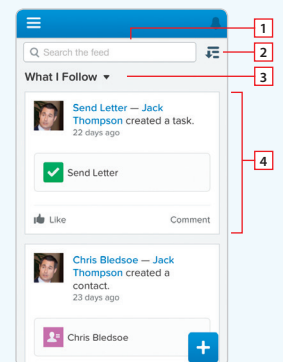 1
Search the feed
2
What I Follow
3
Send Letter — Jack
Thompson created a task.
22 days ago
4
Send Letter
Like
Comment
Chris Bledsoe — Jack
Thompson created a
contact.
23 days ago
Chris Bledsoe